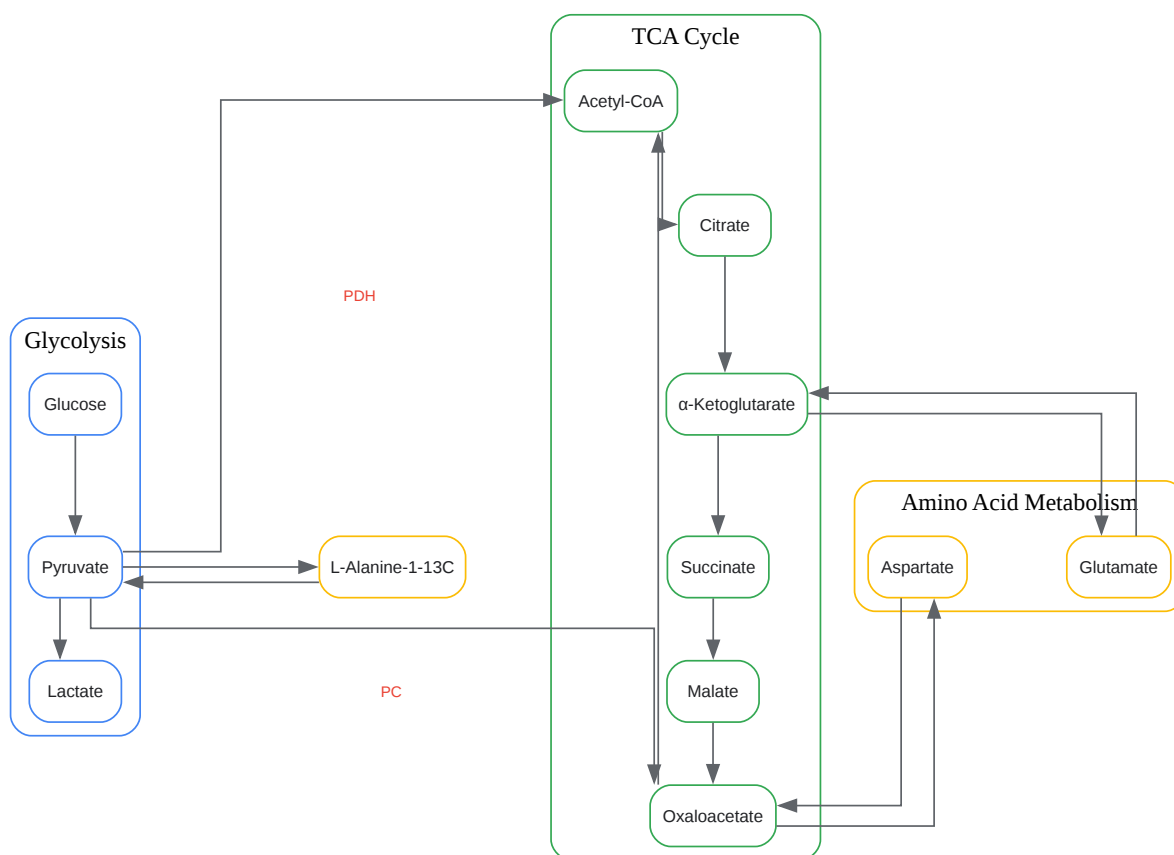 TCA Cycle
Acetyl-CoA
Citrate
PDH
Glycolysis
Glucose
α-Ketoglutarate
Amino Acid Metabolism
Pyruvate
L-Alanine-1-13C
Succinate
Aspartate
Glutamate
Lactate
PC
Malate
Oxaloacetate